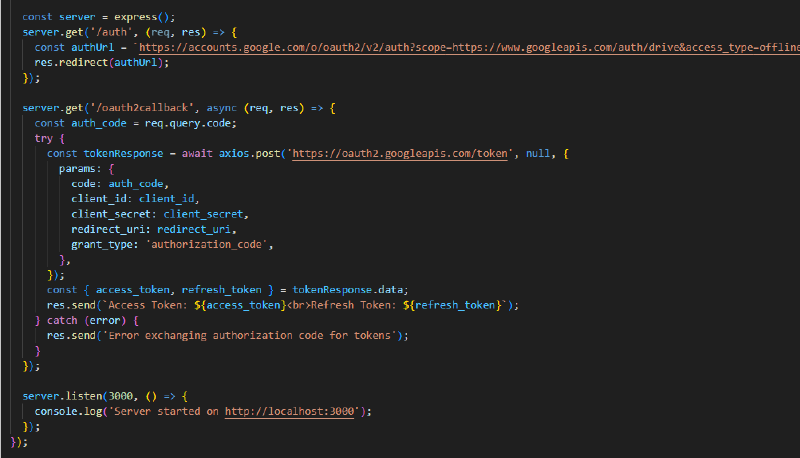 const server = express();
server.get('/auth', (req, res) => {
const authUrl = `https://accounts.google.com/o/oauth2/v2/auth?scope=https://www.googleapis.com/auth/drive&access_type=offline
res.redirect(authUrl);
});
server.get('/oauth2callback', async (req, res) => {
const auth_code = req.query.code;
try {
const tokenResponse = await axios.post('https://oauth2.googleapis.com/token', null, {
params: {
code: auth_code,
client_id: client_id,
client_secret: client_secret,
redirect_uri: redirect_uri,
grant_type: 'authorization_code',
},
});
const { access_token, refresh_token } = tokenResponse.data;
res.send(`Access Token: ${access_token}<br>Refresh Token: ${refresh_token}`);
} catch (error) {
res.send('Error exchanging authorization code for tokens');
}
});
server.listen(3000, () => {
console.log('Server started on http://localhost:3000');
});
});